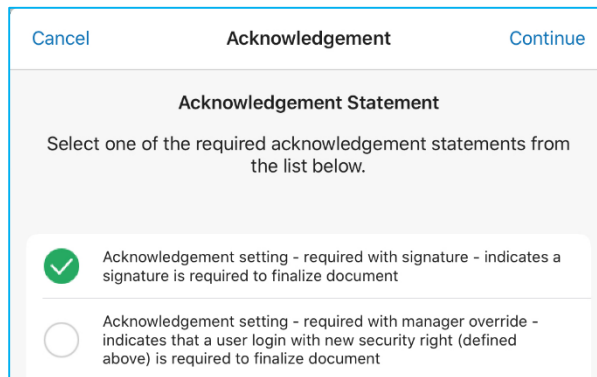 Cancel Acknowledgement Continue
Acknowledgement Statement
Select one of the required acknowledgement statements from
the list below.
Acknowledgement setting - required with signature - indicates a
signature is required to finalize document
Acknowledgement setting - required with manager override -
indicates that a user login with new security right (defined
above) is required to finalize document